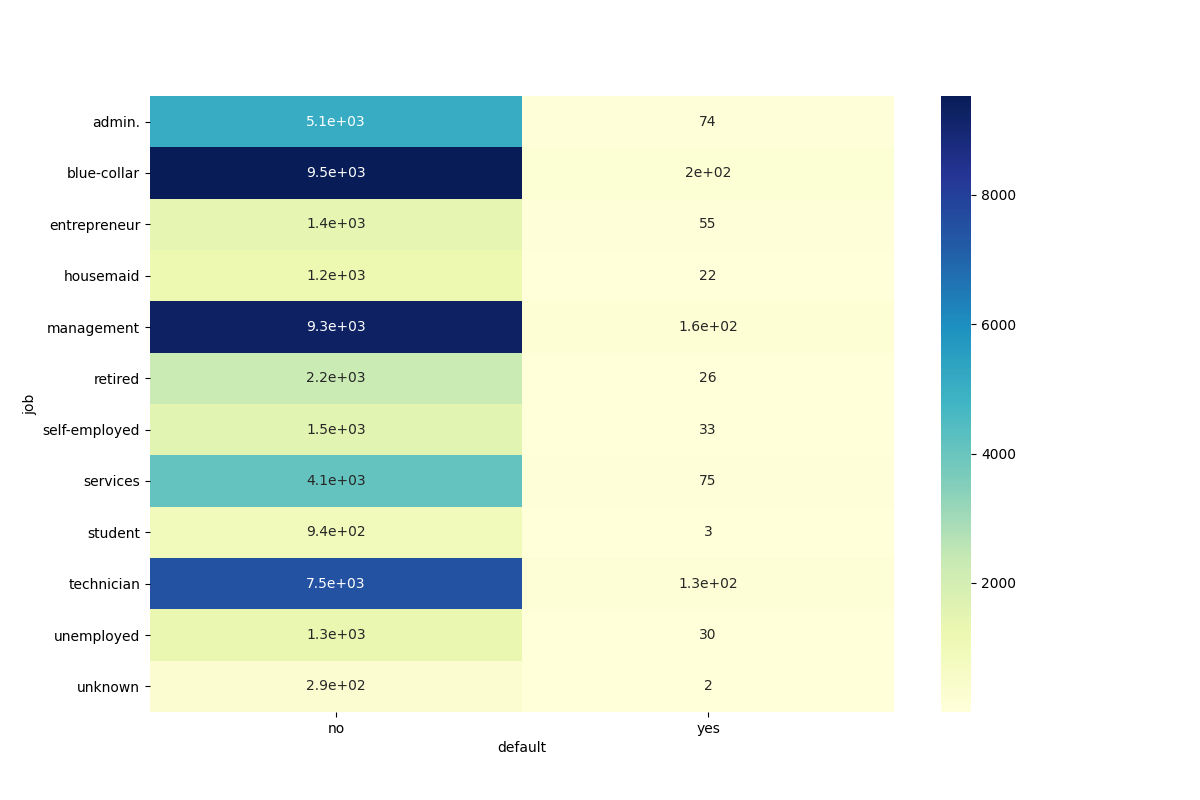 admin. 5.1e+03 74
blue-collar 9.5e+03 2e+02
8000
entrepreneur 1.4e+03 55
housemaid 1.2e+03 22
management 9.3e+03 1.6e+02 6000
retired 2.2e+03 26
job
self-employed 1.5e+03 33
4000
services 4.1e+03 75
student 9.4e+02 3
technician 7.5e+03 1.3e+02 2000
unemployed 1.3e+03 30
unknown 2.9e+02 2
no yes
default